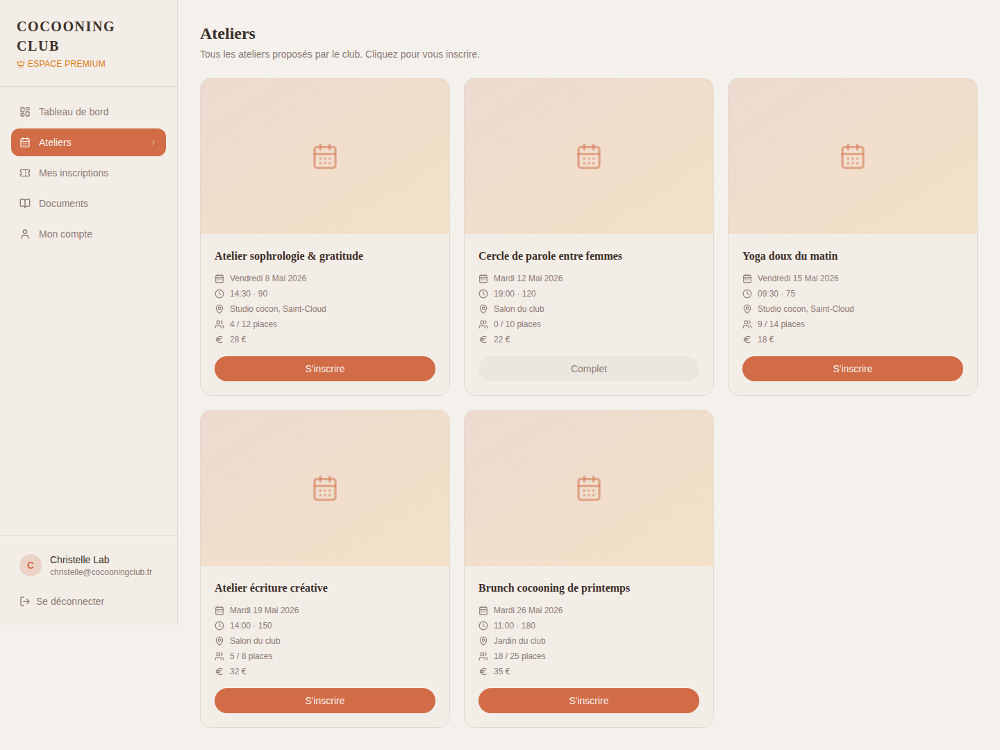 COCOONING
CLUB
ESPACE PREMIUM
Tableau de bord
Ateliers
Mes inscriptions
Documents
Mon compte
C
Christelle Lab
christelle@cocooningclub.fr
Se déconnecter
Ateliers
Tous les ateliers proposés par le club. Cliquez pour vous inscrire.
Atelier sophrologie & gratitude
Vendredi 8 Mai 2026
14:30 · 90
Studio cocon, Saint-Cloud
4 / 12 places
28 €
S'inscrire
Cercle de parole entre femmes
Mardi 12 Mai 2026
19:00 · 120
Salon du club
0 / 10 places
22 €
Complet
Yoga doux du matin
Vendredi 15 Mai 2026
09:30 · 75
Studio cocon, Saint-Cloud
9 / 14 places
18 €
S'inscrire
Atelier écriture créative
Mardi 19 Mai 2026
14:00 · 150
Salon du club
5 / 8 places
32 €
S'inscrire
Brunch cocooning de printemps
Mardi 26 Mai 2026
11:00 · 180
Jardin du club
18 / 25 places
35 €
S'inscrire